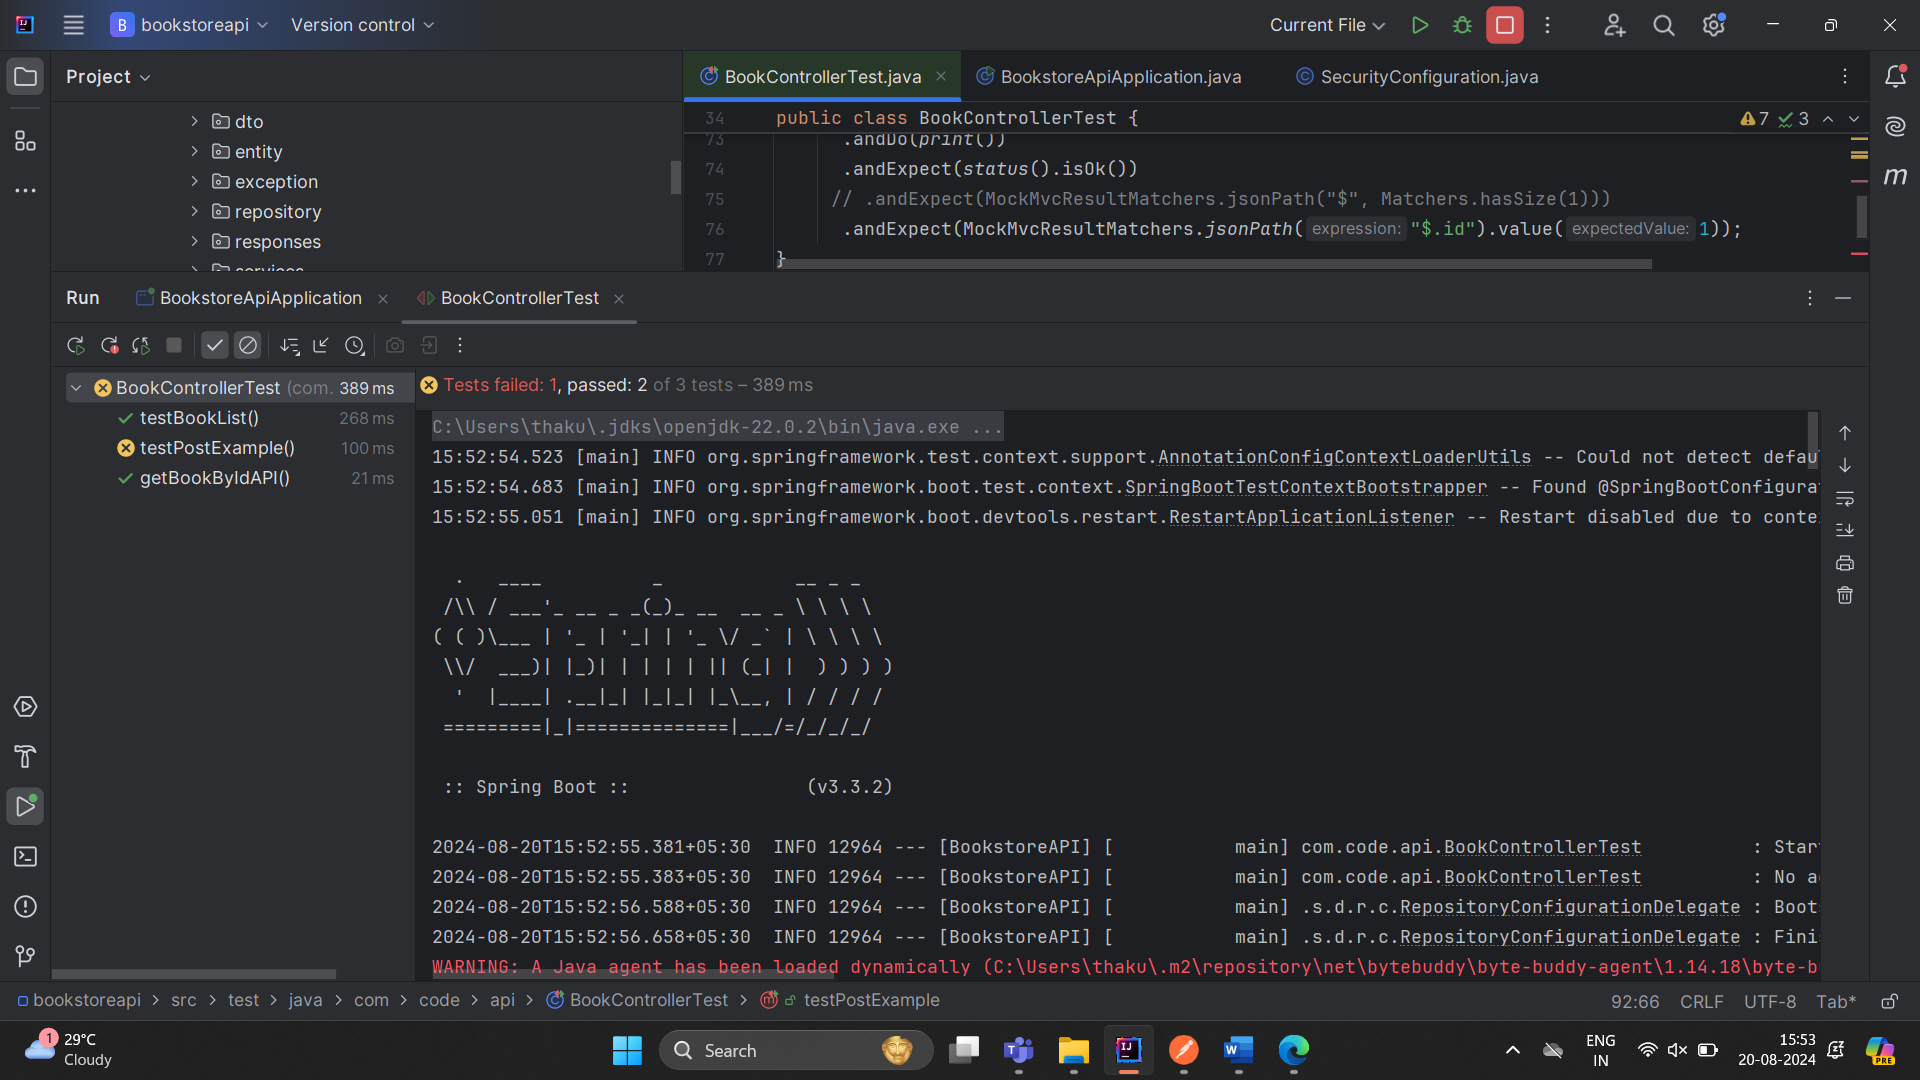 B bookstoreapi Version control Current File
Project
BookControllerTest.java BookstoreApiApplication.java SecurityConfiguration.java
dto
entity
exception
repository
responses
services
34 public class BookControllerTest { 7 3
73 .andDo(print())
74 .andExpect(status().isOk())
75 // .andExpect(MockMvcResultMatchers.jsonPath("$", Matchers.hasSize(1)))
76 .andExpect(MockMvcResultMatchers.jsonPath( expression: "$.id").value( expectedValue: 1));
77 }
m
Run BookstoreApiApplication BookControllerTest
BookControllerTest (com. 389 ms
testBookList() 268 ms
testPostExample() 100 ms
getBookByIdAPI() 21 ms
Tests failed: 1, passed: 2 of 3 tests – 389 ms
C:\Users\thaku\.jdks\openjdk-22.0.2\bin\java.exe ...
15:52:54.523 [main] INFO org.springframework.test.context.support.AnnotationConfigContextLoaderUtils -- Could not detect defau
15:52:54.683 [main] INFO org.springframework.boot.test.context.SpringBootTestContextBootstrapper -- Found @SpringBootConfigurat
15:52:55.051 [main] INFO org.springframework.boot.devtools.restart.RestartApplicationListener -- Restart disabled due to conte
  .   ____          _            __ _ _
 /\\ / ___'_ __ _ _(_)_ __  __ _ \ \ \ \
( ( )\___ | '_ | '_| | '_ \/ _` | \ \ \ \
 \\/  ___)| |_)| | | | | || (_| |  ) ) ) )
  '  |____| .__|_| |_|_| |_\__, | / / / /
 =========|_|==============|___/=/_/_/_/
:: Spring Boot :: (v3.3.2)
2024-08-20T15:52:55.381+05:30 INFO 12964 --- [BookstoreAPI] [ main] com.code.api.BookControllerTest : Star
2024-08-20T15:52:55.383+05:30 INFO 12964 --- [BookstoreAPI] [ main] com.code.api.BookControllerTest : No a
2024-08-20T15:52:56.588+05:30 INFO 12964 --- [BookstoreAPI] [ main] .s.d.r.c.RepositoryConfigurationDelegate : Boots
2024-08-20T15:52:56.658+05:30 INFO 12964 --- [BookstoreAPI] [ main] .s.d.r.c.RepositoryConfigurationDelegate : Fini
WARNING: A Java agent has been loaded dynamically (C:\Users\thaku\.m2\repository\net\bytebuddy\byte-buddy-agent\1.14.18\byte-b
bookstoreapi > src > test > java > com > code > api > BookControllerTest > testPostExample 92:66 CRLF UTF-8 Tab*
1 29°C
Cloudy
Search
ENG
IN
15:53
20-08-2024
PRE